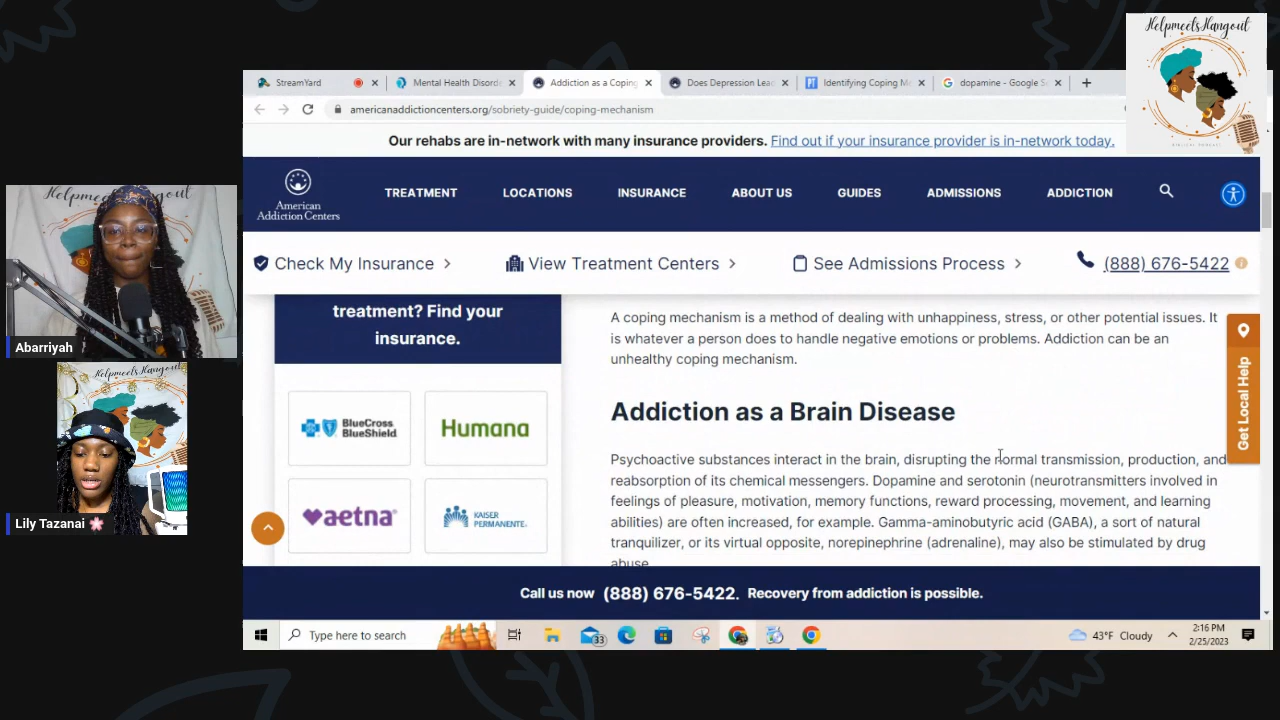 Helpmeets Hangout
BIBLICAL PODCAST
StreamYard
Mental Health Disorde
Addiction as a Coping
Does Depression Lea
Identifying Coping Me
dopamine - Google S
americanaddictioncenters.org/sobriety-guide/coping-mechanism
Our rehabs are in-network with many insurance providers. Find out if your insurance provider is in-network today.
American
Addiction Centers
TREATMENT
LOCATIONS
INSURANCE
ABOUT US
GUIDES
ADMISSIONS
ADDICTION
Check My Insurance
View Treatment Centers
See Admissions Process
(888) 676-5422
treatment? Find your
insurance.
BlueCross
BlueShield
Humana
aetna
KAISER
PERMANENTE
A coping mechanism is a method of dealing with unhappiness, stress, or other potential issues. It
is whatever a person does to handle negative emotions or problems. Addiction can be an
unhealthy coping mechanism.
Addiction as a Brain Disease
Psychoactive substances interact in the brain, disrupting the normal transmission, production, and
reabsorption of its chemical messengers. Dopamine and serotonin (neurotransmitters involved in
feelings of pleasure, motivation, memory functions, reward processing, movement, and learning
abilities) are often increased, for example. Gamma-aminobutyric acid (GABA), a sort of natural
tranquilizer, or its virtual opposite, norepinephrine (adrenaline), may also be stimulated by drug
abuse.
Get Local Help
Call us now (888) 676-5422. Recovery from addiction is possible.
Type here to search
33
43°F Cloudy
2:16 PM
2/25/2023
Abarriyah
Helpmeets Hangout
Lily Tazanai